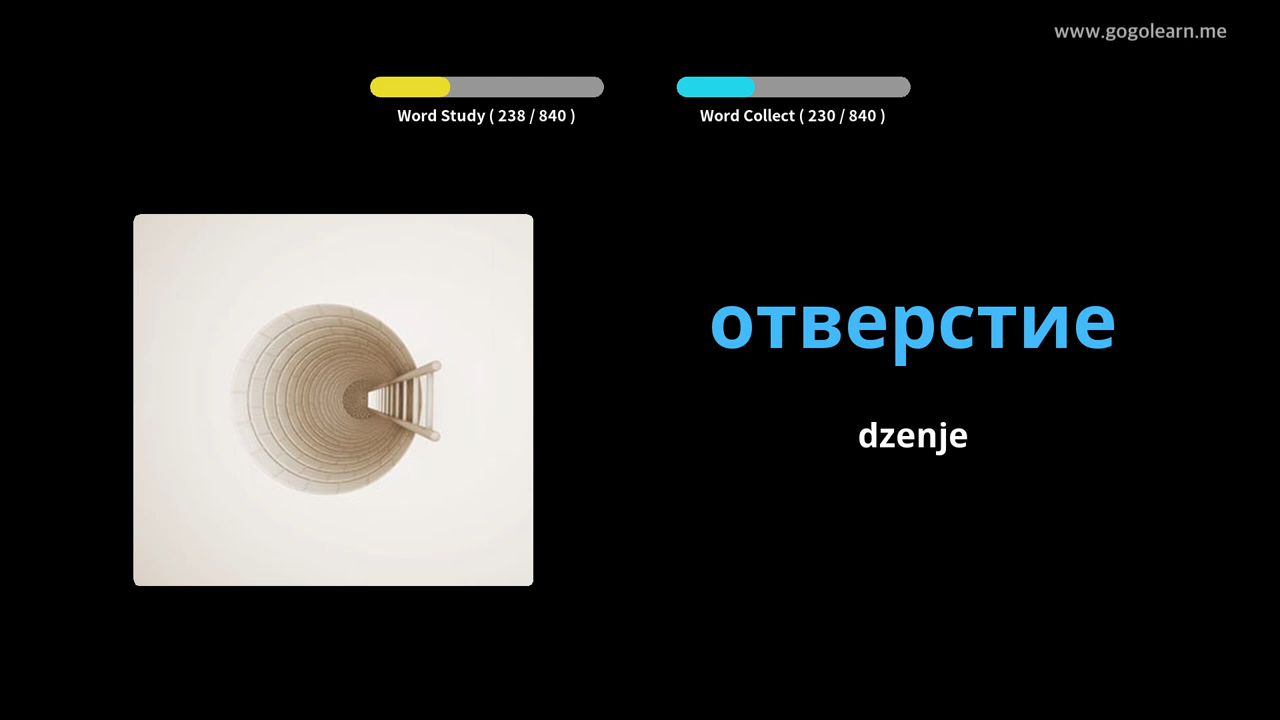 www.gogolearn.me
Word Study ( 238 / 840 )
Word Collect ( 230 / 840 )
отверстие
dzenje